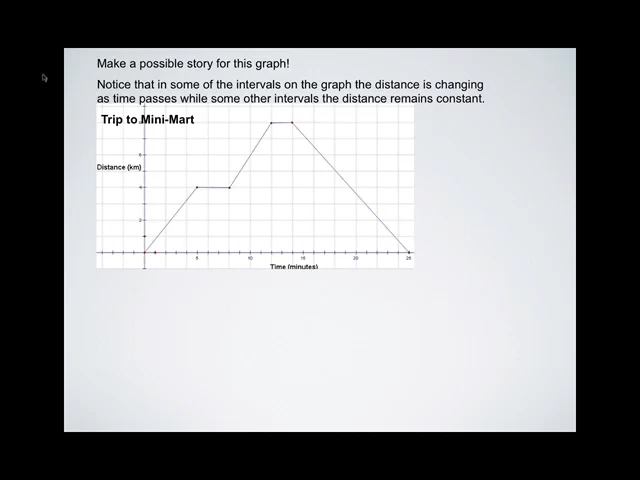 Make a possible story for this graph!
Notice that in some of the intervals on the graph the distance is changing
as time passes while some other intervals the distance remains constant.
Trip to Mini-Mart
Distance (km)
6
4
2
5 10 15 20 25
Time (minutes)